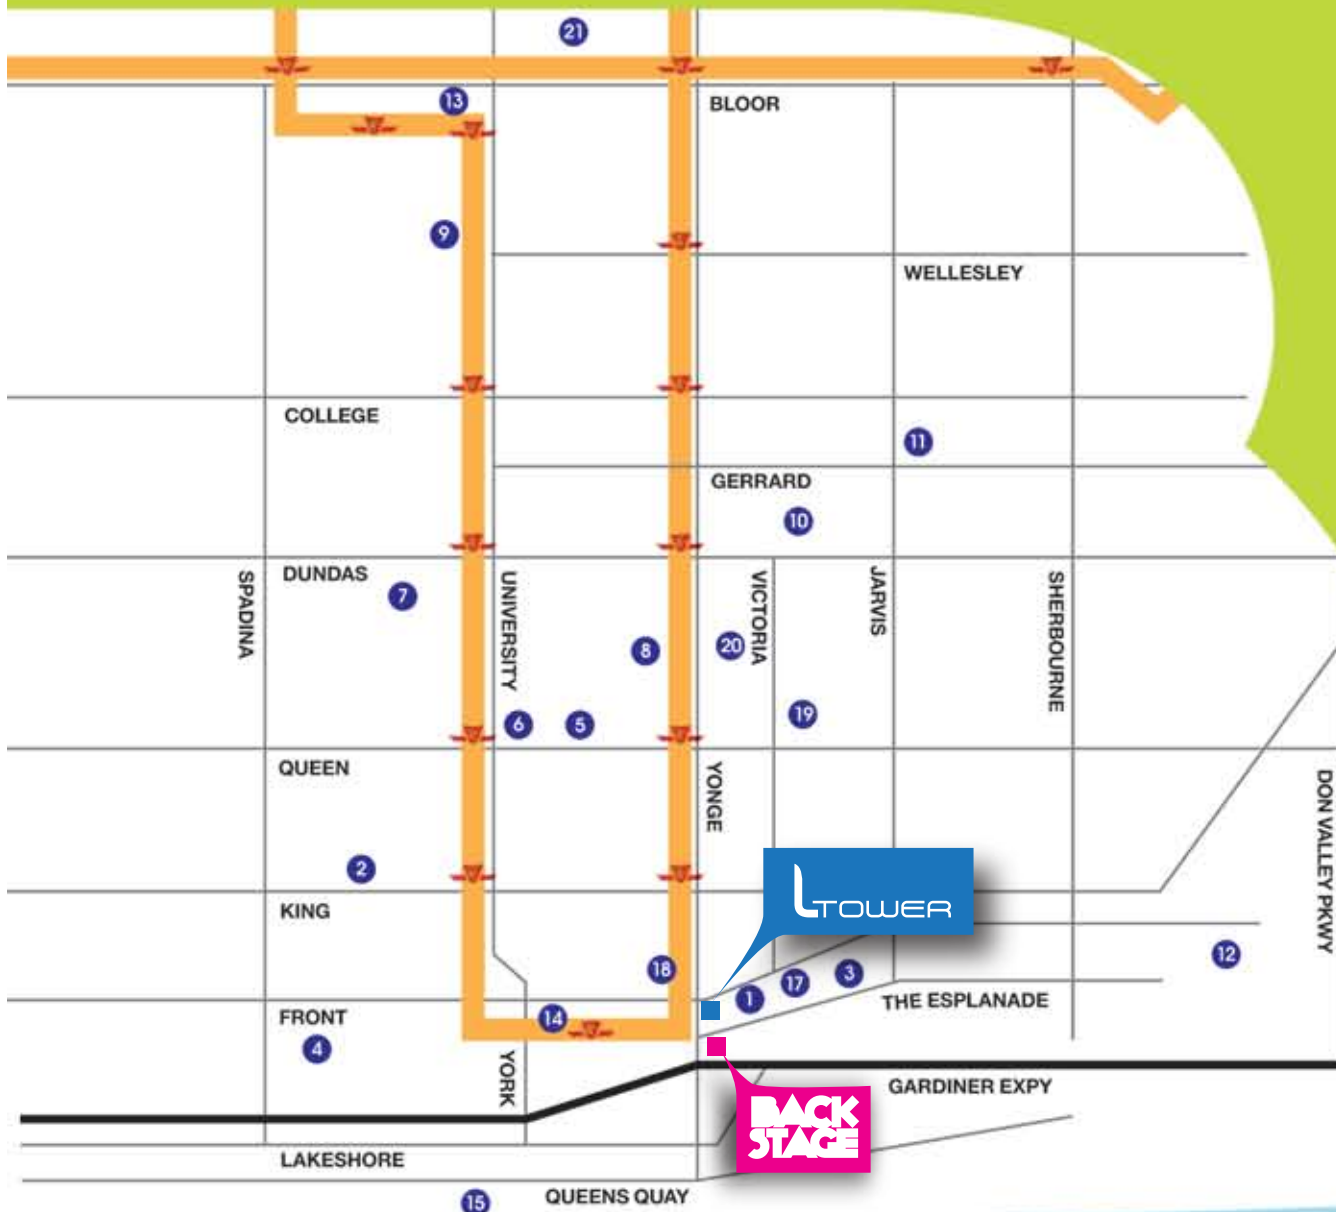 21
13
BLOOR
9
WELLESLEY
COLLEGE
11
GERRARD
10
DUNDAS
7
SPADINA
UNIVERSITY
VICTORIA
JARVIS
SHERBOURNE
8
20
6
5
19
QUEEN
YONGE
DON VALLEY PKWY
2
KING
LTOWER
18
1
17
3
12
THE ESPLANADE
FRONT
14
4
YORK
GARDINER EXPY
BACK
STAGE
LAKESHORE
15
QUEENS QUAY